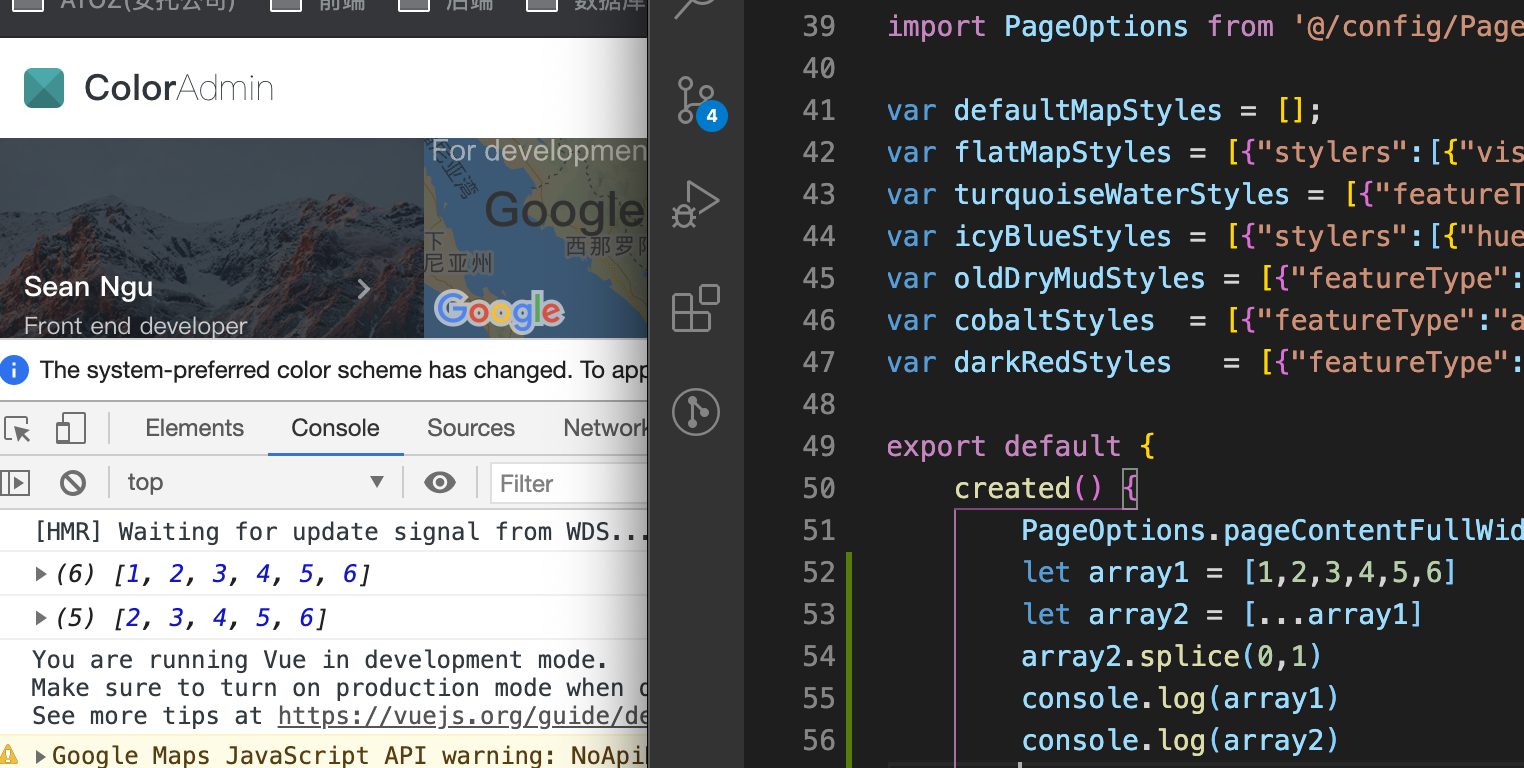 ATOZ(委托公司)
前端
后端
数据库
ColorAdmin
For developmen
Google
亚湾
西那罗阿
下
尼亚州
Sean Ngu
Front end developer
Google
The system-preferred color scheme has changed. To app
Elements Console Sources Network
top Filter
[HMR] Waiting for update signal from WDS...
(6) [1, 2, 3, 4, 5, 6]
(5) [2, 3, 4, 5, 6]
You are running Vue in development mode.
Make sure to turn on production mode when d
See more tips at https://vuejs.org/guide/de
Google Maps JavaScript API warning: NoApi
4
39 import PageOptions from '@/config/Page
40
41 var defaultMapStyles = [];
42 var flatMapStyles = [{"stylers":[{"vis
43 var turquoiseWaterStyles = [{"featureT
44 var icyBlueStyles = [{"stylers":[{"hue
45 var oldDryMudStyles = [{"featureType":
46 var cobaltStyles  = [{"featureType":"a
47 var darkRedStyles   = [{"featureType":
48
49 export default {
50 created() {
51 PageOptions.pageContentFullWid
52 let array1 = [1,2,3,4,5,6]
53 let array2 = [...array1]
54 array2.splice(0,1)
55 console.log(array1)
56 console.log(array2)